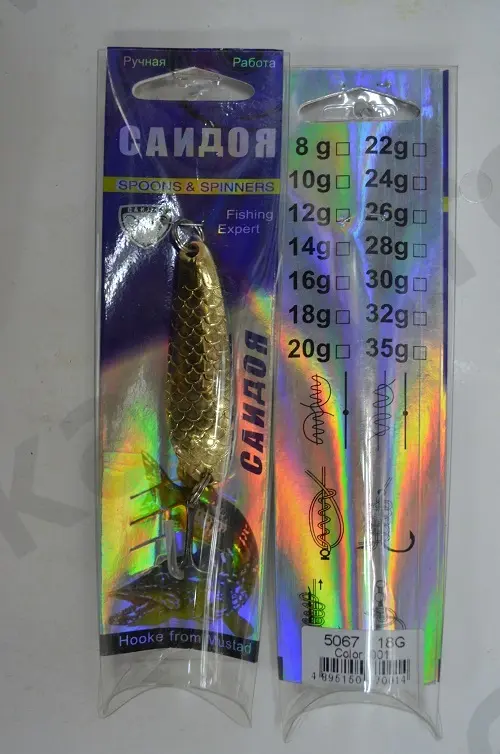 Ручная Работа
САИДОЯ
SPOONS & SPINNERS
Fishing
Expert
САИДОЯ
Hooke from Mustad
8 g 22g
10g 24g
12g 26g
14g 28g
16g 30g
18g 32g
20g 35g
5067 18G
Color 001